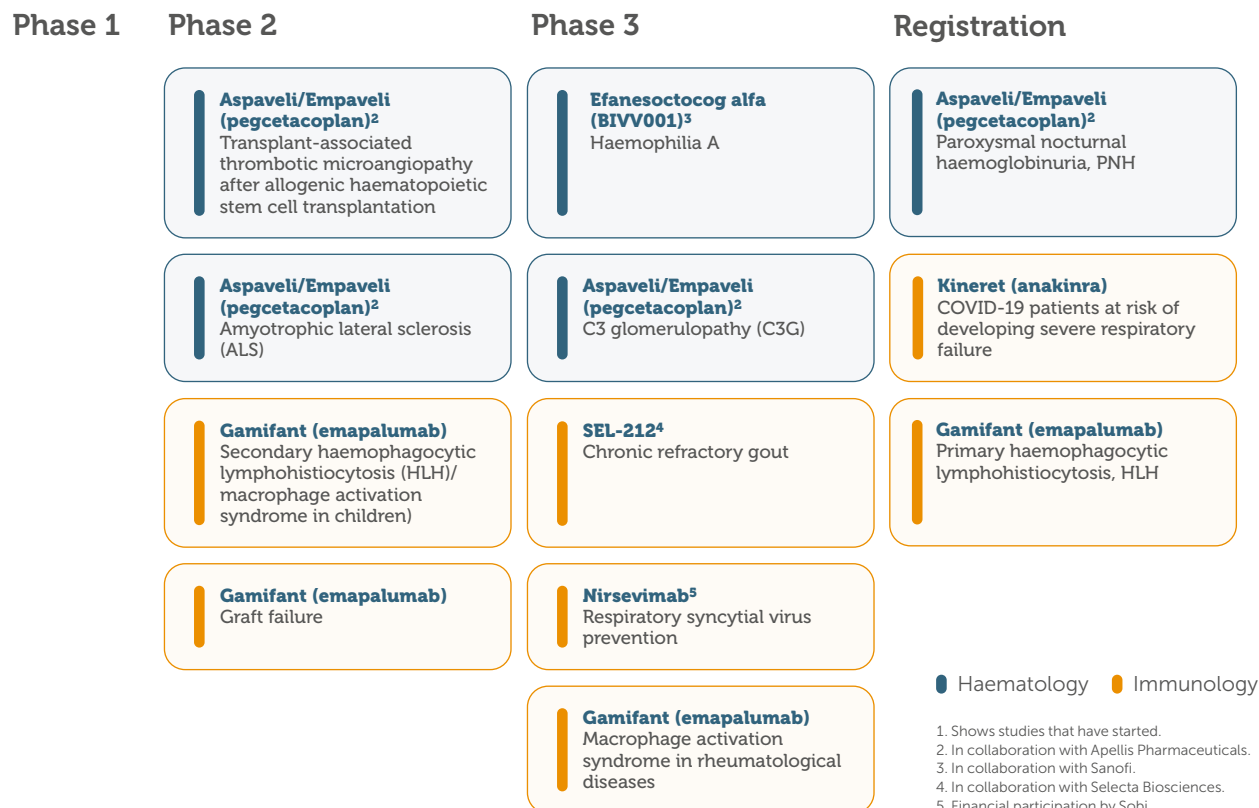 Phase 1
Phase 2
Phase 3
Registration
Aspaveli/Empaveli
(pegcetacoplan)²
Transplant-associated
thrombotic microangiopathy
after allogenic haematopoietic
stem cell transplantation
Efanesoctocog alfa
(BIVV001)³
Haemophilia A
Aspaveli/Empaveli
(pegcetacoplan)²
Paroxysmal nocturnal
haemoglobinuria, PNH
Aspaveli/Empaveli
(pegcetacoplan)²
Amyotrophic lateral sclerosis
(ALS)
Aspaveli/Empaveli
(pegcetacoplan)²
C3 glomerulopathy (C3G)
Kineret (anakinra)
COVID-19 patients at risk of
developing severe respiratory
failure
Gamifant (emapalumab)
Secondary haemophagocytic
lymphohistiocytosis (HLH)/
macrophage activation
syndrome in children)
SEL-212⁴
Chronic refractory gout
Gamifant (emapalumab)
Primary haemophagocytic
lymphohistiocytosis, HLH
Gamifant (emapalumab)
Graft failure
Nirsevimab⁵
Respiratory syncytial virus
prevention
Gamifant (emapalumab)
Macrophage activation
syndrome in rheumatological
diseases
Haematology
Immunology
1. Shows studies that have started.
2. In collaboration with Apellis Pharmaceuticals.
3. In collaboration with Sanofi.
4. In collaboration with Selecta Biosciences.
5. Financial participation by Sobi.